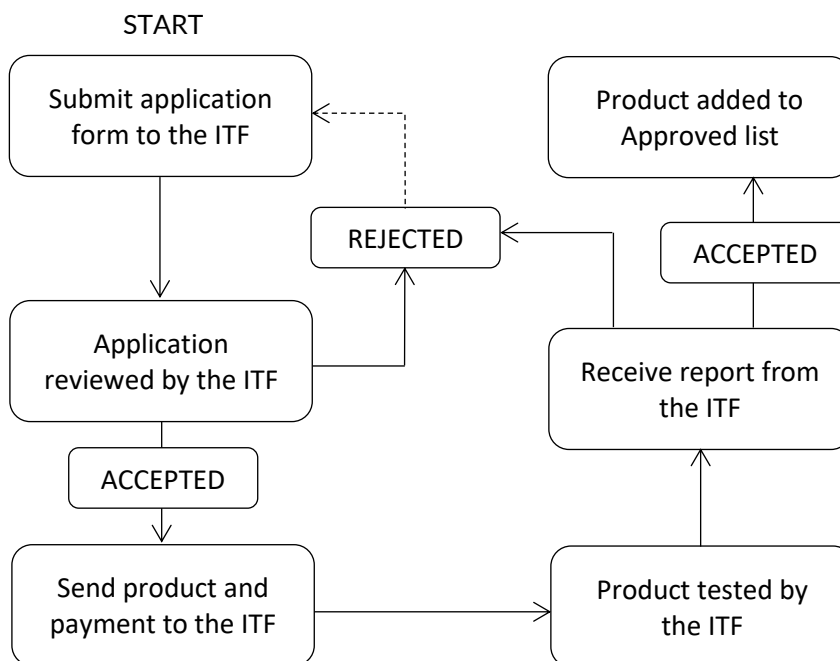 START
Submit application
form to the ITF
Product added to
Approved list
REJECTED
ACCEPTED
Application
reviewed by the ITF
Receive report from
the ITF
ACCEPTED
Send product and
payment to the ITF
Product tested by
the ITF